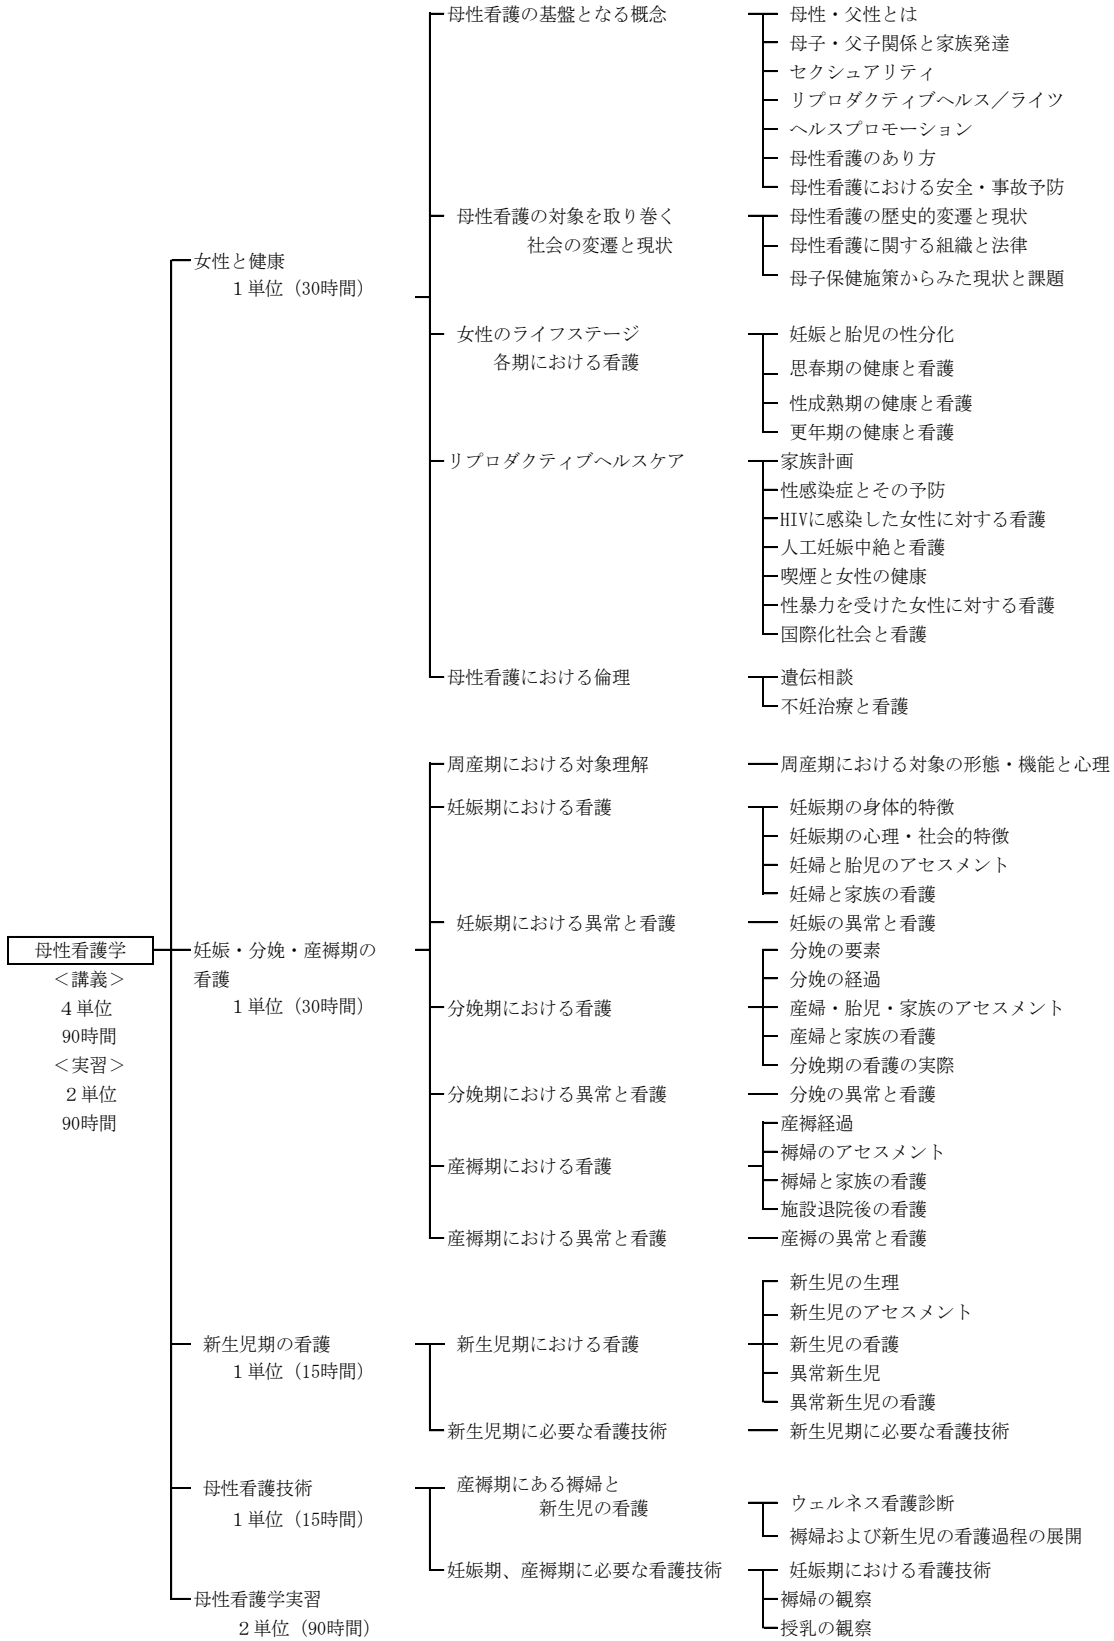 母性看護学
＜講義＞
４単位
90時間
＜実習＞
２単位
90時間
女性と健康
１単位（30時間）
母性看護の基盤となる概念
母性・父性とは
母子・父子関係と家族発達
セクシュアリティ
リプロダクティブヘルス／ライツ
ヘルスプロモーション
母性看護のあり方
母性看護における安全・事故予防
母性看護の対象を取り巻く
社会の変遷と現状
母性看護の歴史的変遷と現状
母性看護に関する組織と法律
母子保健施策からみた現状と課題
女性のライフステージ
各期における看護
妊娠と胎児の性分化
思春期の健康と看護
性成熟期の健康と看護
更年期の健康と看護
リプロダクティブヘルスケア
家族計画
性感染症とその予防
HIVに感染した女性に対する看護
人工妊娠中絶と看護
喫煙と女性の健康
性暴力を受けた女性に対する看護
国際化社会と看護
母性看護における倫理
遺伝相談
不妊治療と看護
妊娠・分娩・産褥期の
看護
１単位（30時間）
周産期における対象理解
周産期における対象の形態・機能と心理
妊娠期における看護
妊娠期の身体的特徴
妊娠期の心理・社会的特徴
妊婦と胎児のアセスメント
妊婦と家族の看護
妊娠期における異常と看護
妊娠の異常と看護
分娩期における看護
分娩の要素
分娩の経過
産婦・胎児・家族のアセスメント
産婦と家族の看護
分娩期の看護の実際
分娩期における異常と看護
分娩の異常と看護
産褥期における看護
産褥経過
褥婦のアセスメント
褥婦と家族の看護
施設退院後の看護
産褥期における異常と看護
産褥の異常と看護
新生児期の看護
１単位（15時間）
新生児期における看護
新生児の生理
新生児のアセスメント
新生児の看護
異常新生児
異常新生児の看護
新生児期に必要な看護技術
新生児期に必要な看護技術
母性看護技術
１単位（15時間）
産褥期にある褥婦と
新生児の看護
ウェルネス看護診断
褥婦および新生児の看護過程の展開
妊娠期、産褥期に必要な看護技術
妊娠期における看護技術
褥婦の観察
授乳の観察
母性看護学実習
２単位（90時間）